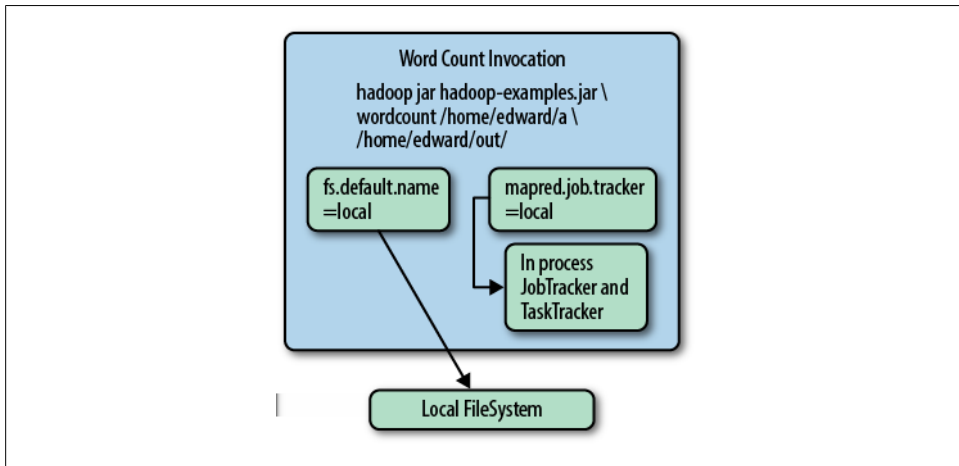 Word Count Invocation
hadoop jar hadoop-examples.jar \
wordcount /home/edward/a \
/home/edward/out/
fs.default.name
=local
mapred.job.tracker
=local
In process
JobTracker and
TaskTracker
Local FileSystem